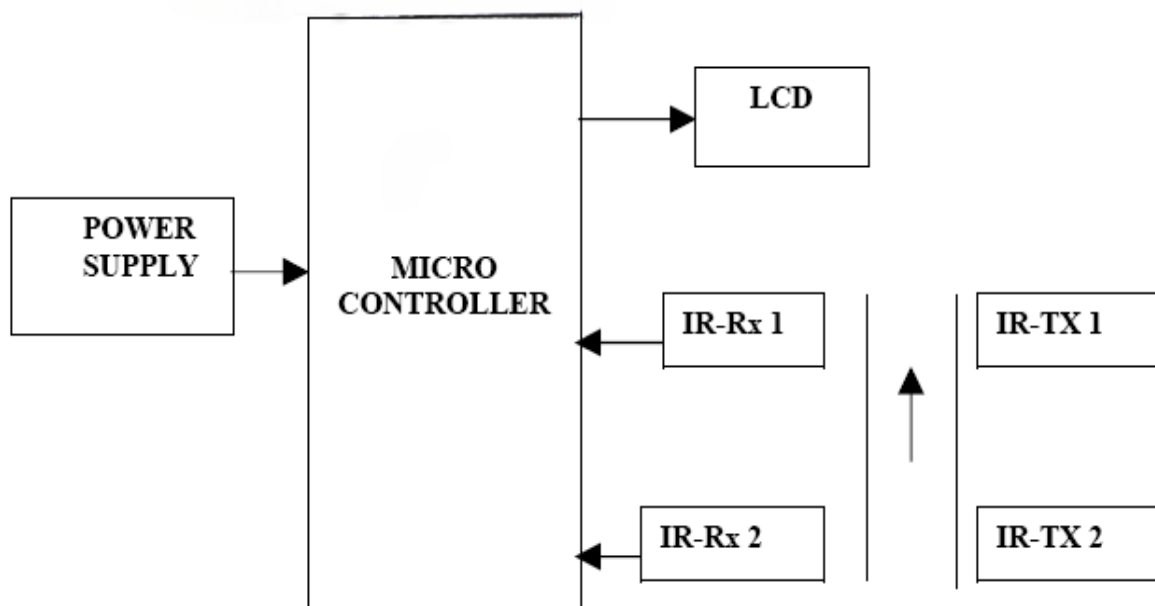 LCD
POWER
SUPPLY
MICRO
CONTROLLER
IR-Rx 1
IR-TX 1
IR-Rx 2
IR-TX 2